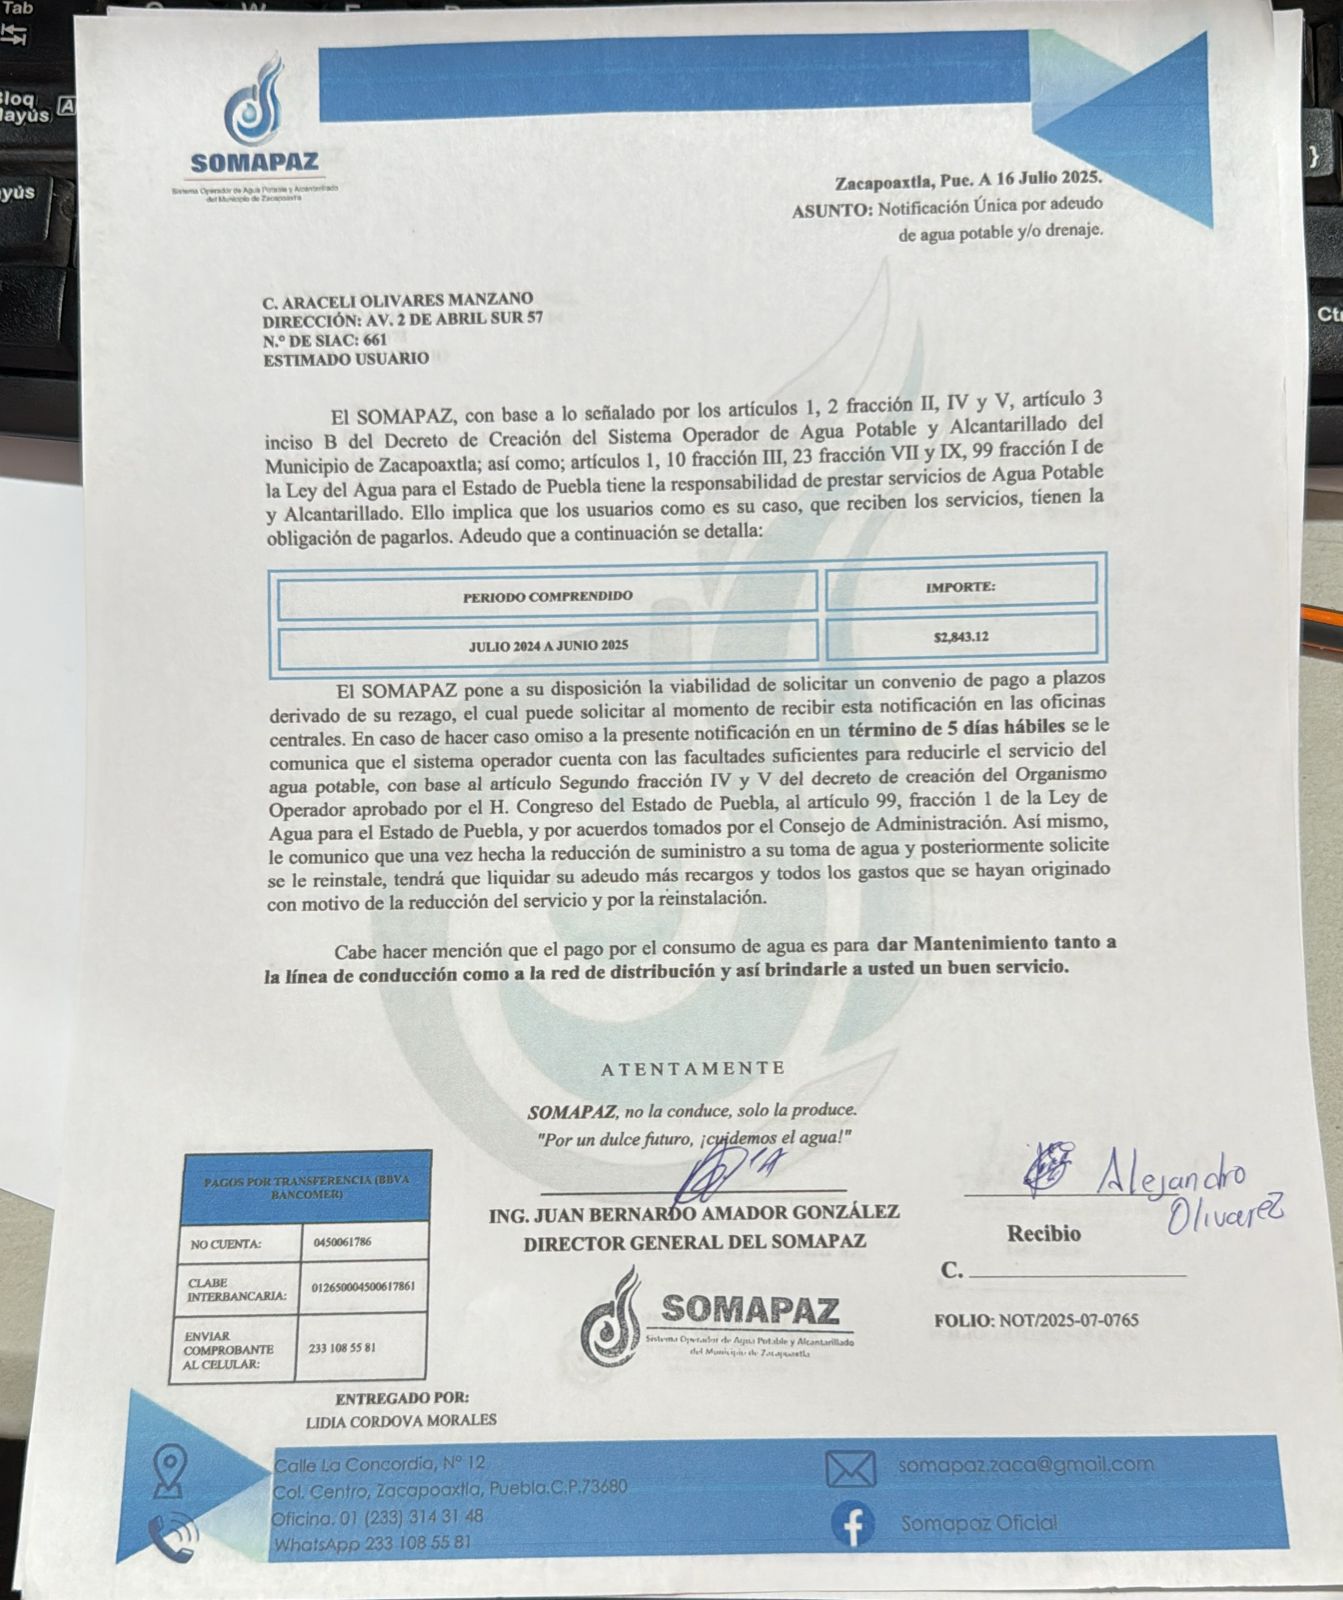 Tab
Bloq
Mayús
A
yús
}
Ctr
SOMAPAZ
Sistema Operador de Agua Potable y Alcantarillado
del Municipio de Zacapoaxtla
Zacapoaxtla, Pue. A 16 Julio 2025.
ASUNTO: Notificación Única por adeudo
de agua potable y/o drenaje.
C. ARACELI OLIVARES MANZANO
DIRECCIÓN: AV. 2 DE ABRIL SUR 57
N.º DE SIAC: 661
ESTIMADO USUARIO
El SOMAPAZ, con base a lo señalado por los artículos 1, 2 fracción II, IV y V, artículo 3
inciso B del Decreto de Creación del Sistema Operador de Agua Potable y Alcantarillado del
Municipio de Zacapoaxtla; así como; artículos 1, 10 fracción III, 23 fracción VII y IX, 99 fracción I de
la Ley del Agua para el Estado de Puebla tiene la responsabilidad de prestar servicios de Agua Potable
y Alcantarillado. Ello implica que los usuarios como es su caso, que reciben los servicios, tienen la
obligación de pagarlos. Adeudo que a continuación se detalla:
PERIODO COMPRENDIDO IMPORTE:
JULIO 2024 A JUNIO 2025 $2,843.12
El SOMAPAZ pone a su disposición la viabilidad de solicitar un convenio de pago a plazos
derivado de su rezago, el cual puede solicitar al momento de recibir esta notificación en las oficinas
centrales. En caso de hacer caso omiso a la presente notificación en un término de 5 días hábiles se le
comunica que el sistema operador cuenta con las facultades suficientes para reducirle el servicio del
agua potable, con base al artículo Segundo fracción IV y V del decreto de creación del Organismo
Operador aprobado por el H. Congreso del Estado de Puebla, al artículo 99, fracción 1 de la Ley de
Agua para el Estado de Puebla, y por acuerdos tomados por el Consejo de Administración. Así mismo,
le comunico que una vez hecha la reducción de suministro a su toma de agua y posteriormente solicite
se le reinstale, tendrá que liquidar su adeudo más recargos y todos los gastos que se hayan originado
con motivo de la reducción del servicio y por la reinstalación.
Cabe hacer mención que el pago por el consumo de agua es para dar Mantenimiento tanto a
la línea de conducción como a la red de distribución y así brindarle a usted un buen servicio.
ATENTAMENTE
SOMAPAZ, no la conduce, solo la produce.
"Por un dulce futuro, ¡cuidemos el agua!"
ING. JUAN BERNARDO AMADOR GONZÁLEZ
DIRECTOR GENERAL DEL SOMAPAZ
SOMAPAZ
Sistema Operador de Agua Potable y Alcantarillado
del Municipio de Zacapoaxtla
Alejandro
Olivarez
Recibio
C.
FOLIO: NOT/2025-07-0765
PAGOS POR TRANSFERENCIA (BBVA
BANCOMER)
NO CUENTA: 0450061786
CLABE
INTERBANCARIA: 012650004500617861
ENVIAR
COMPROBANTE
AL CELULAR: 233 108 55 81
ENTREGADO POR:
LIDIA CORDOVA MORALES
Calle La Concordia, Nº 12
Col. Centro, Zacapoaxtla, Puebla.C.P.73680
Oficina. 01 (233) 314 31 48
WhatsApp 233 108 55 81
somapaz.zaca@gmail.com
Somapaz Oficial